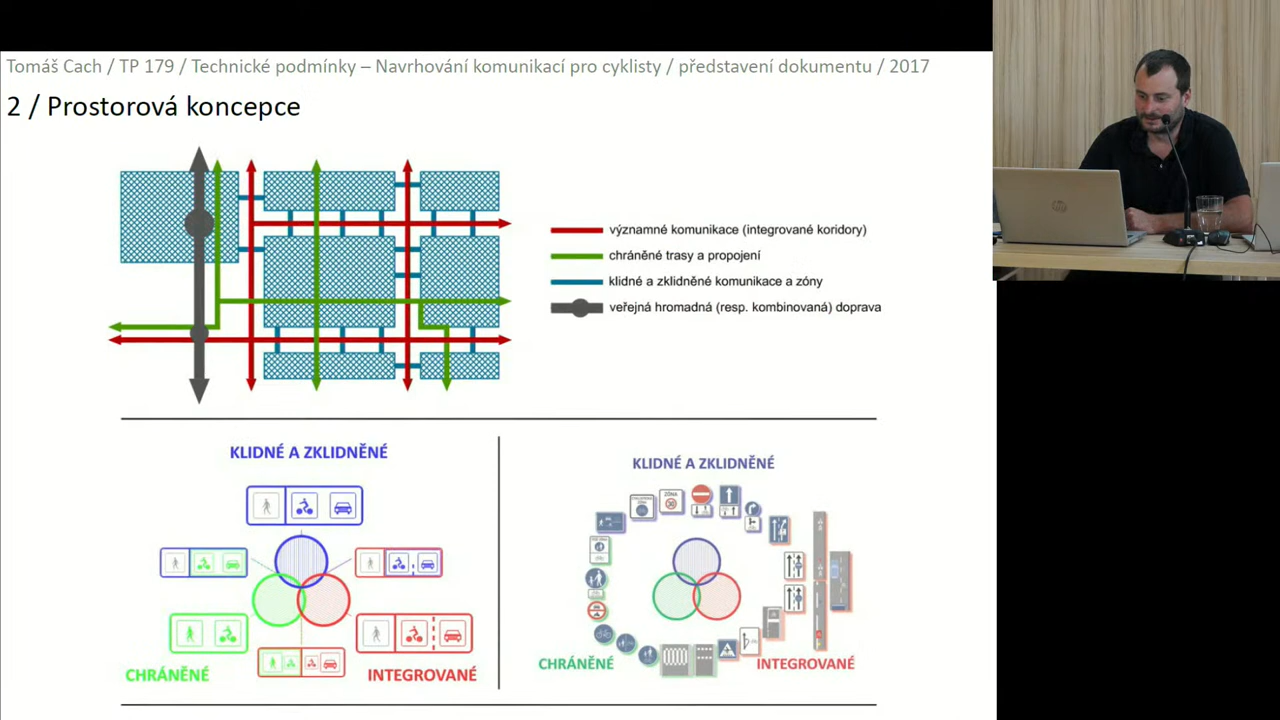 Tomáš Cach / TP 179 / Technické podmínky – Navrhování komunikací pro cyklisty / představení dokumentu / 2017
2 / Prostorová koncepce
významné komunikace (integrované koridory)
chráněné trasy a propojení
klidné a zklidněné komunikace a zóny
veřejná hromadná (resp. kombinovaná) doprava
KLIDNÉ A ZKLIDNĚNÉ
CHRÁNĚNÉ
INTEGROVANÉ
KLIDNÉ A ZKLIDNĚNÉ
ZÓNA
CHRÁNĚNÉ
INTEGROVANÉ